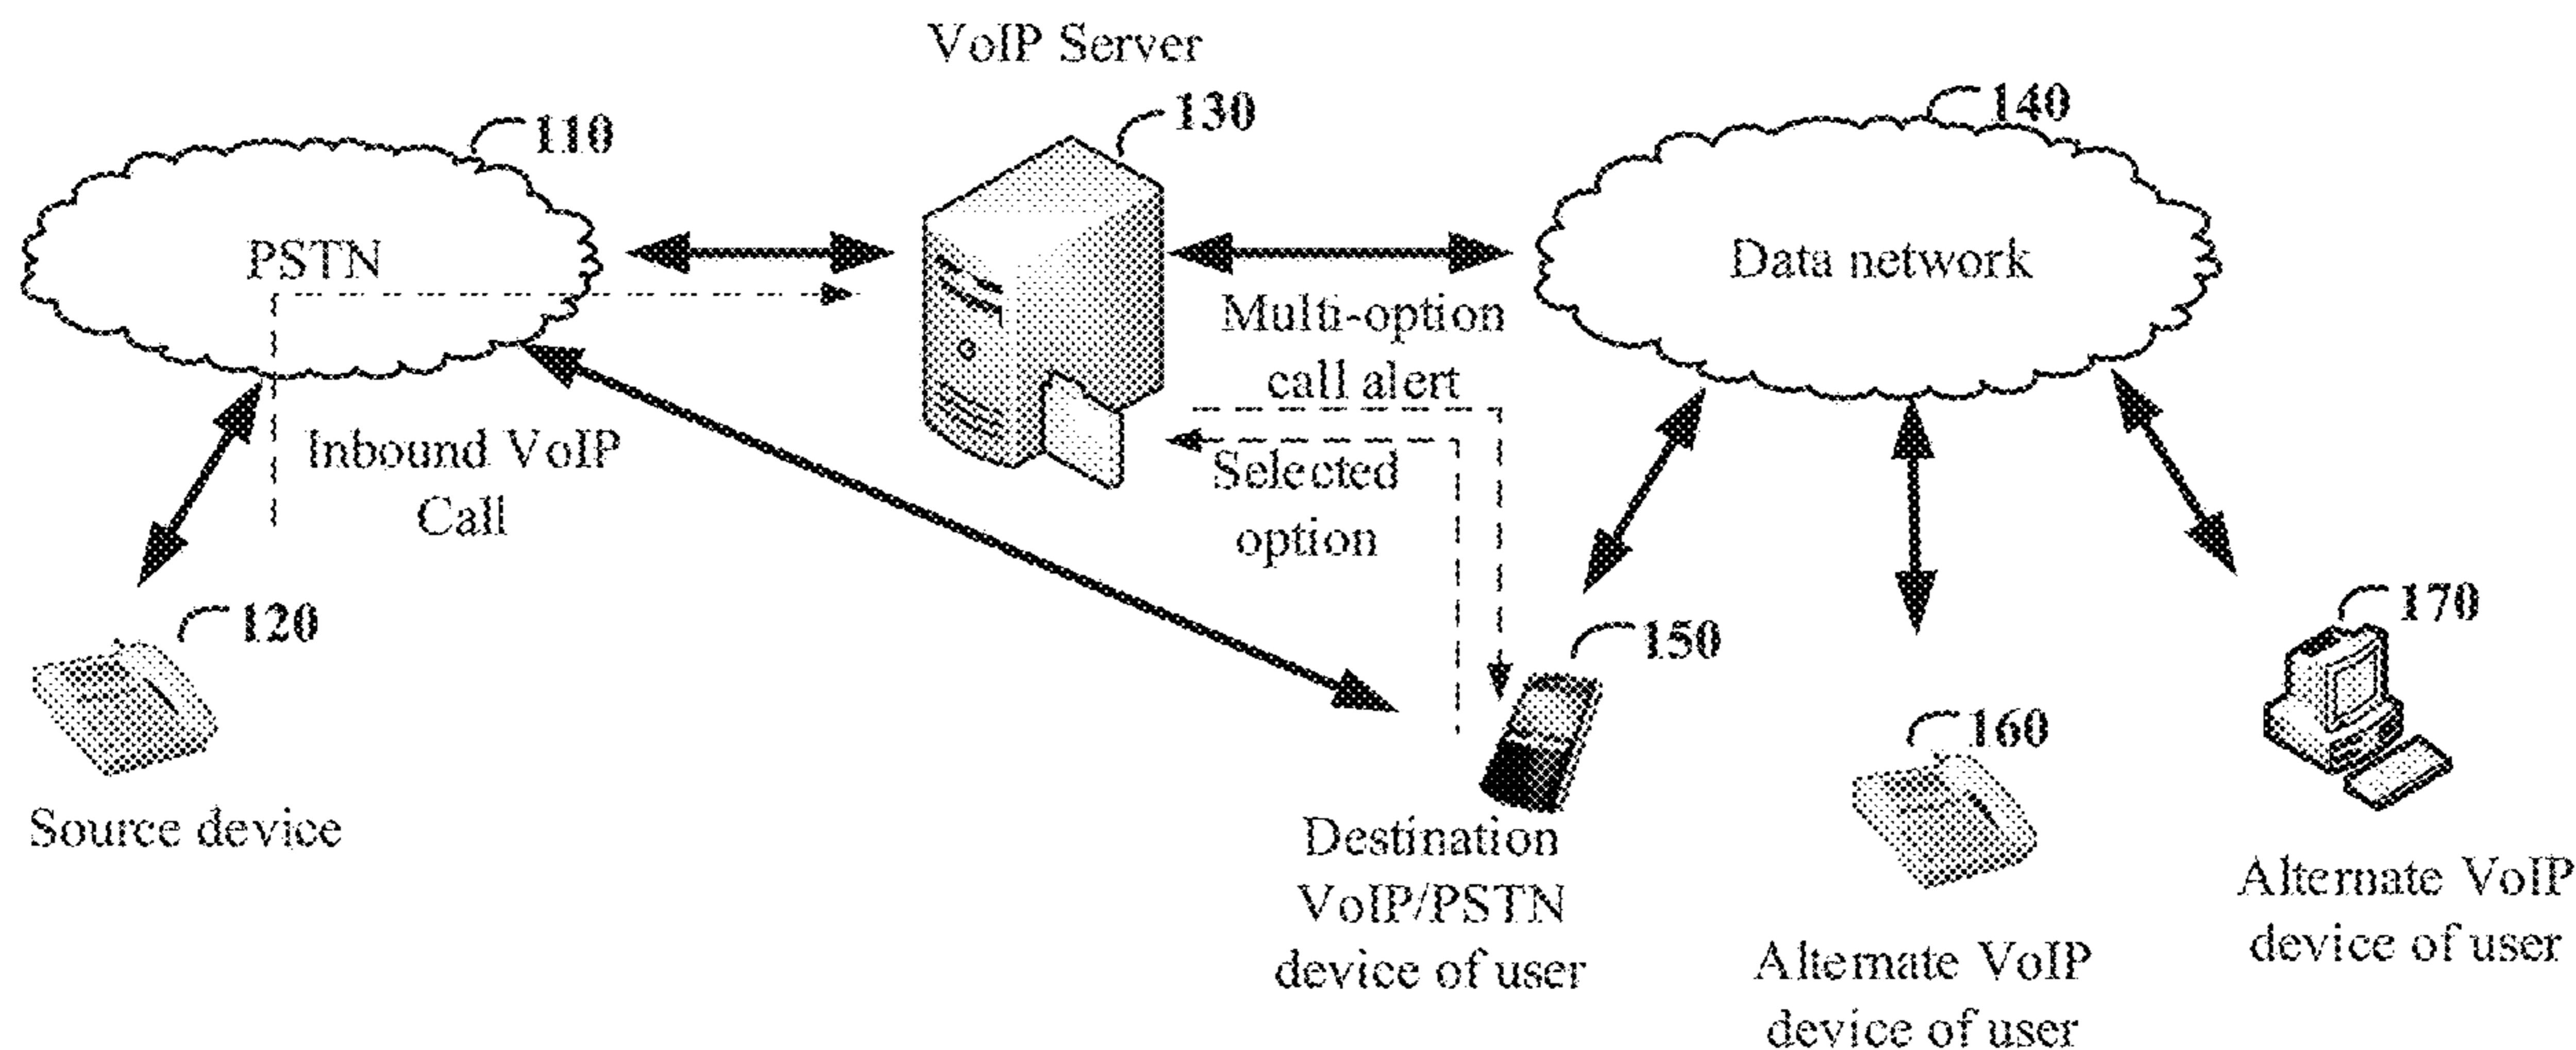 VoIP Server
110
130
140
PSTN
Data network
Multi-option
call alert
Inbound VoIP
Call
Selected
option
120
150
160
170
Source device
Destination
VoIP/PSTN
device of user
Alternate VoIP
device of user
Alternate VoIP
device of user